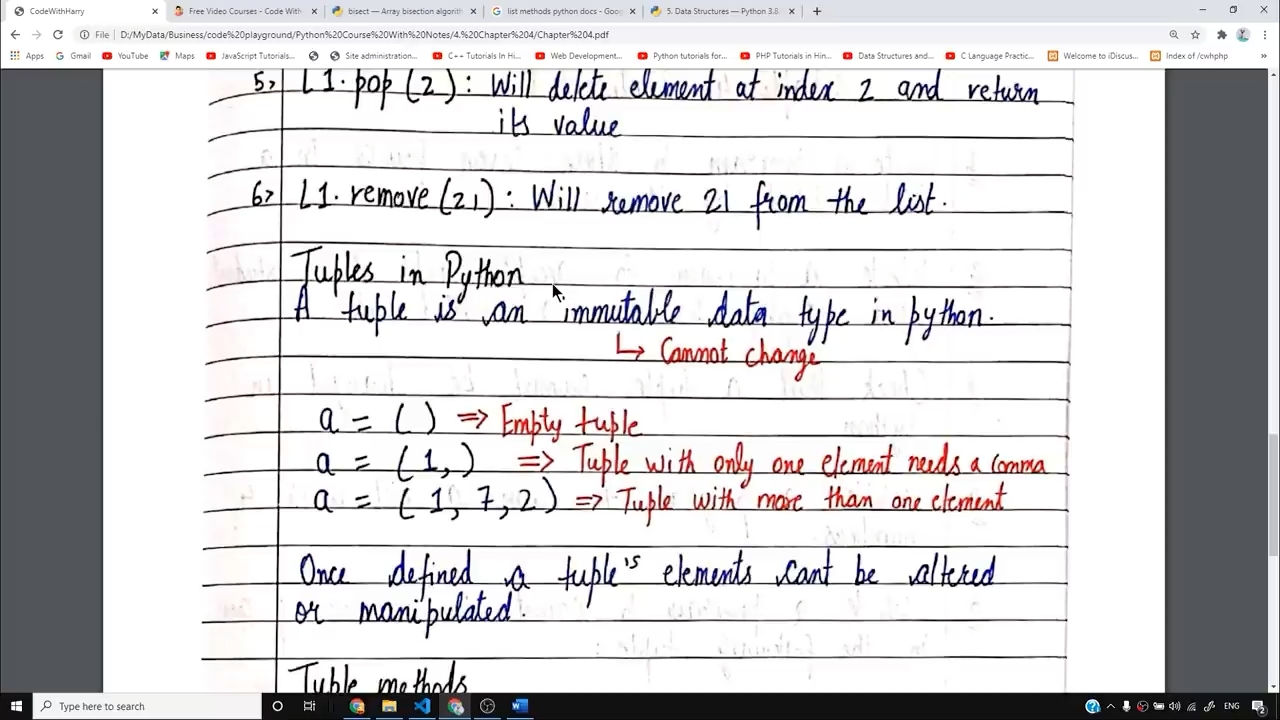 CodeWithHarry
Free Video Courses - Code With
bisect — Array bisection algorith
list methods python docs - Goog
5. Data Structures — Python 3.8.
File | D:/MyData/Business/code%20playground/Python%20Course%20With%20Notes/4.%20Chapter%204/Chapter%204.pdf
Apps Gmail YouTube Maps JavaScript Tutorials... Site administration... CWH Tutorials... Web Development... Python tutorials for... PHP Tutorials in Hin... Data Structures and... C Language Practic... Welcome to iDiscus... Index of /cwhphp
5> L1.pop(2): Will delete element at index 2 and return
its value
6> L1.remove(21): Will remove 21 from the list.
Tuples in Python
A tuple is an immutable data type in python.
↳ Cannot change
a = ( ) => Empty tuple
a = (1,) => Tuple with only one element needs a comma
a = (1, 7, 2) => Tuple with more than one element
Once defined a tuple's elements cant be altered
or manipulated.
Tuple methods
Type here to search
ENG